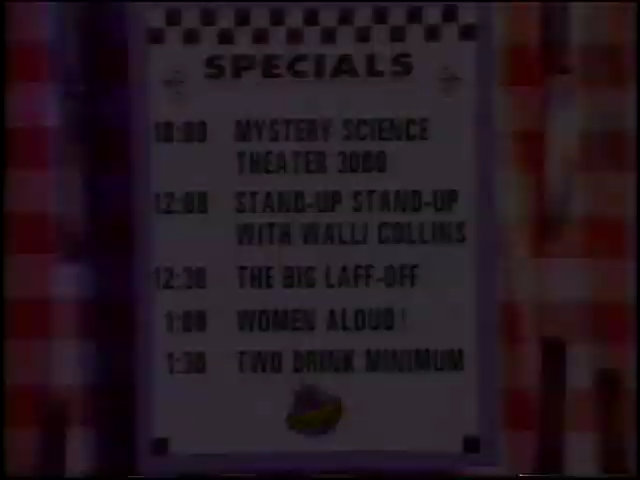 SPECIALS
10:00 MYSTERY SCIENCE
THEATER 3000
12:00 STAND-UP STAND-UP
WITH WALLI COLLINS
12:30 THE BIG LAFF-OFF
1:00 WOMEN ALOUD!
1:30 TWO DRINK MINIMUM